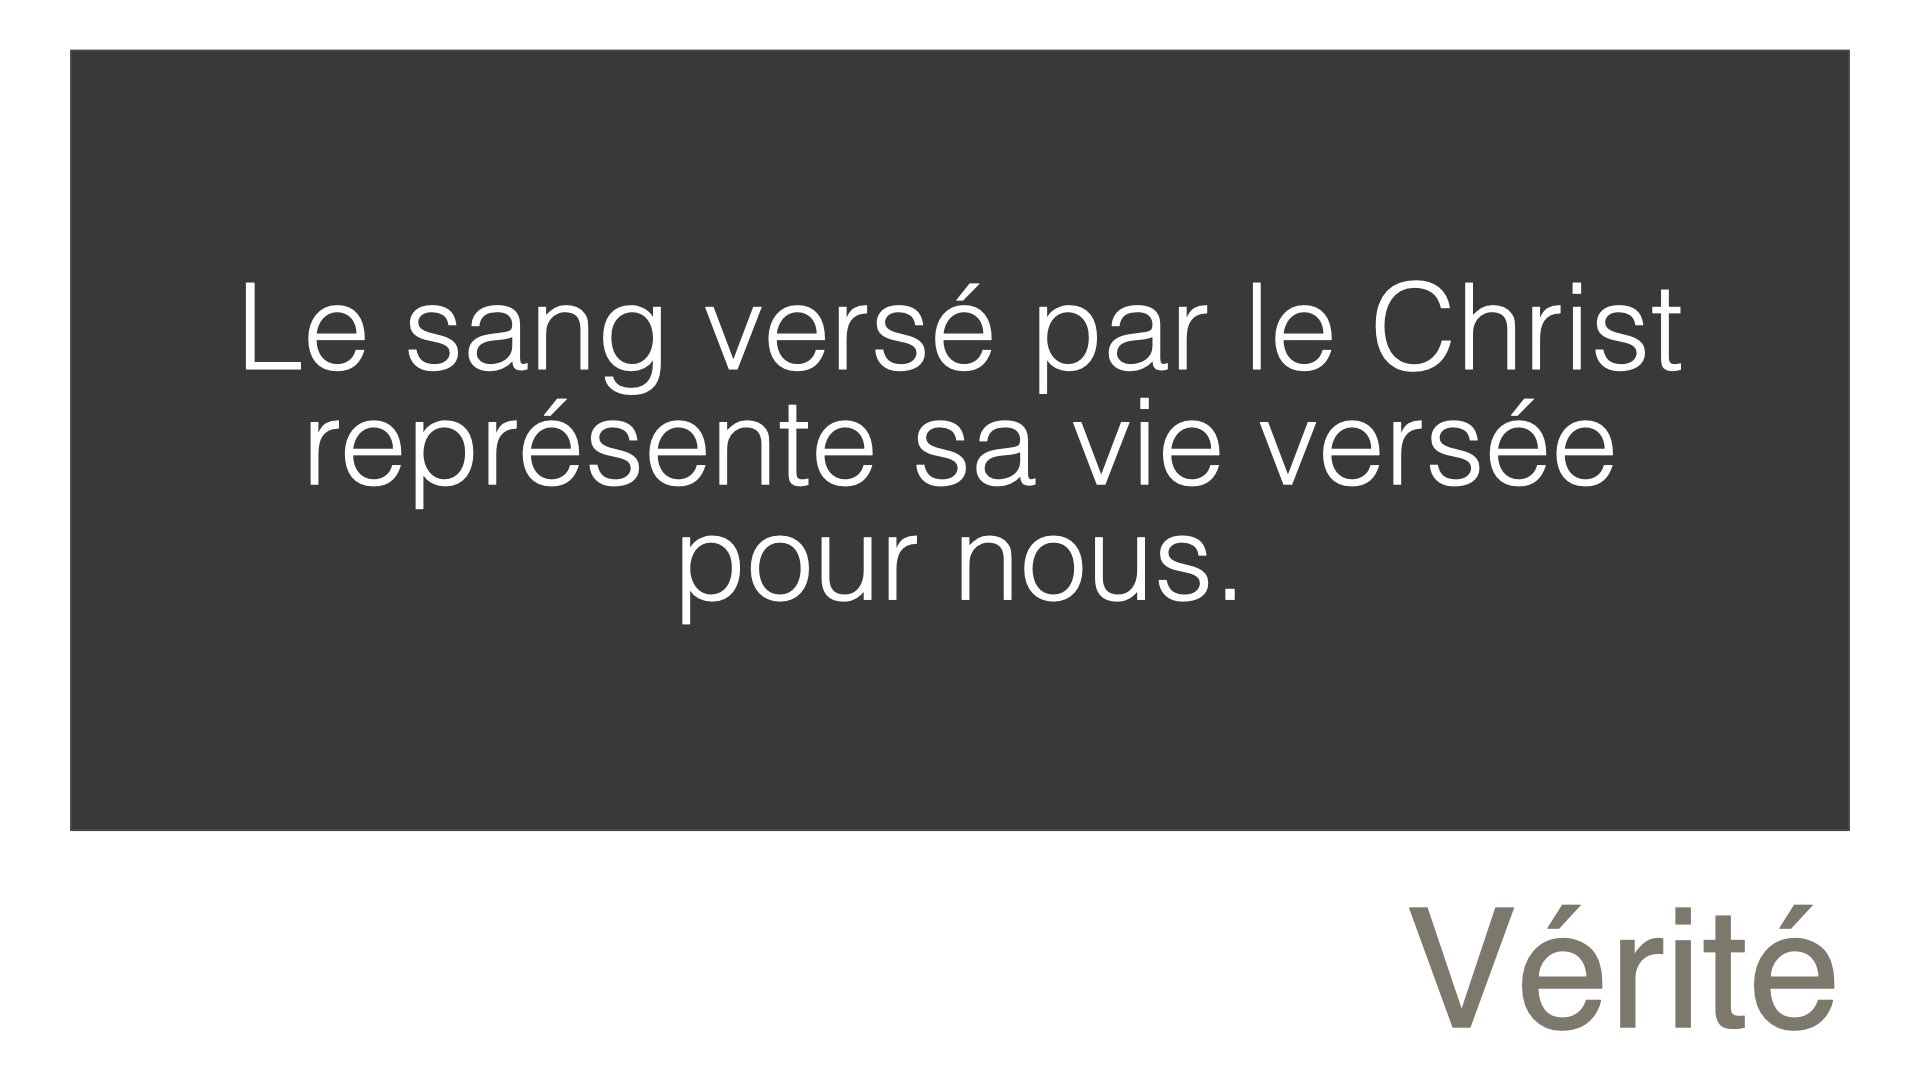 Le sang versé par le Christ
représente sa vie versée
pour nous.
Vérité